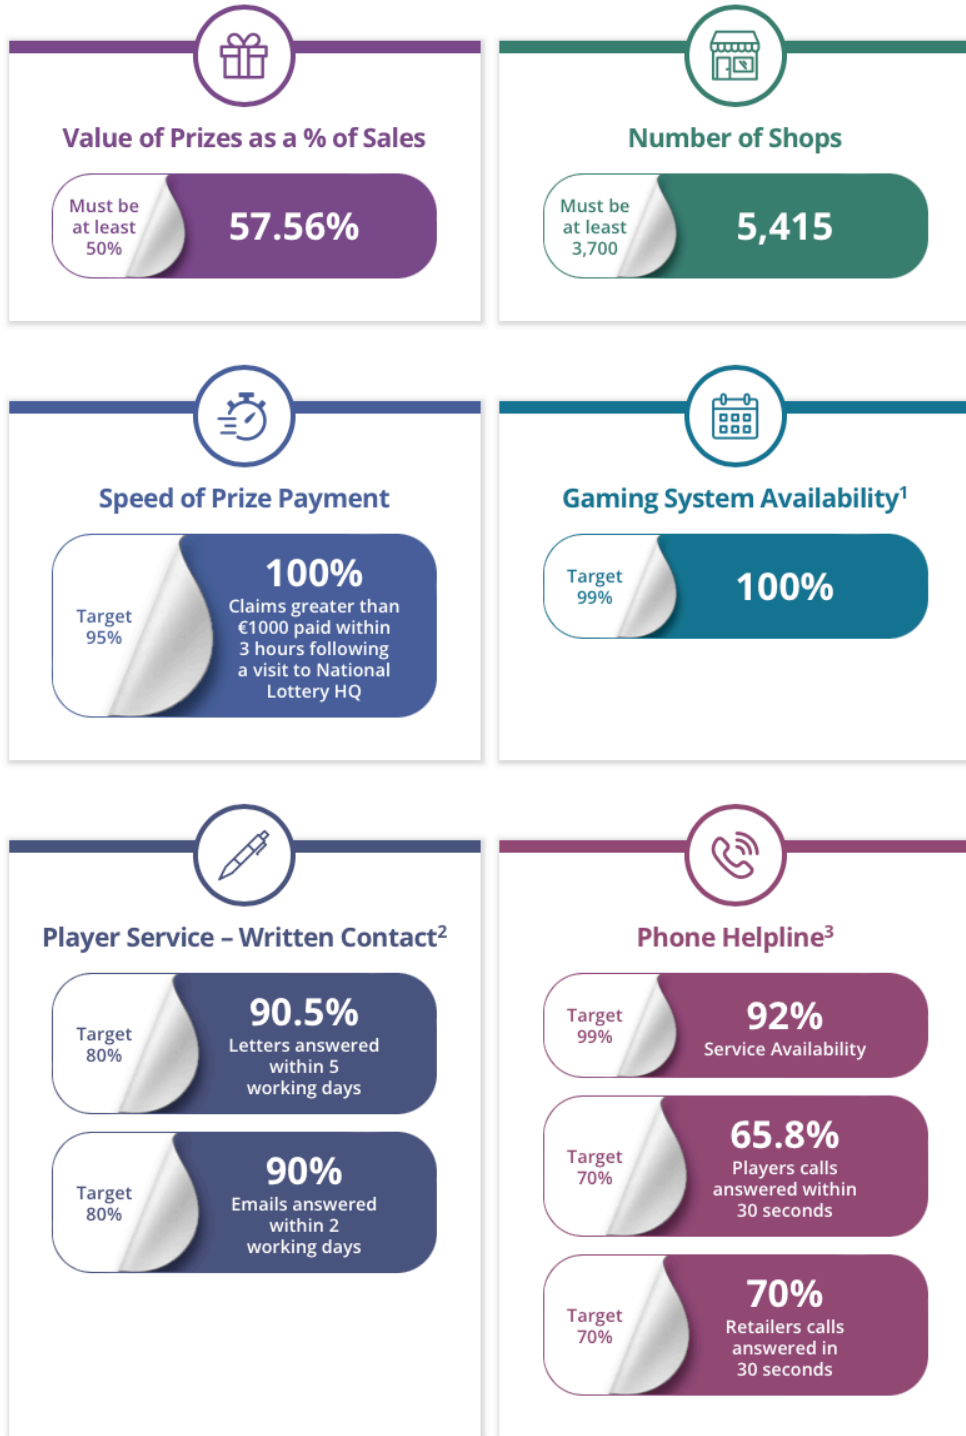 Value of Prizes as a % of Sales
Must be
at least
50%
57.56%
Number of Shops
Must be
at least
3,700
5,415
Speed of Prize Payment
Target
95%
100%
Claims greater than
€1000 paid within
3 hours following
a visit to National
Lottery HQ
Gaming System Availability¹
Target
99%
100%
Player Service – Written Contact²
Target
80%
90.5%
Letters answered
within 5
working days
Target
80%
90%
Emails answered
within 2
working days
Phone Helpline³
Target
99%
92%
Service Availability
Target
70%
65.8%
Players calls
answered within
30 seconds
Target
70%
70%
Retailers calls
answered in
30 seconds